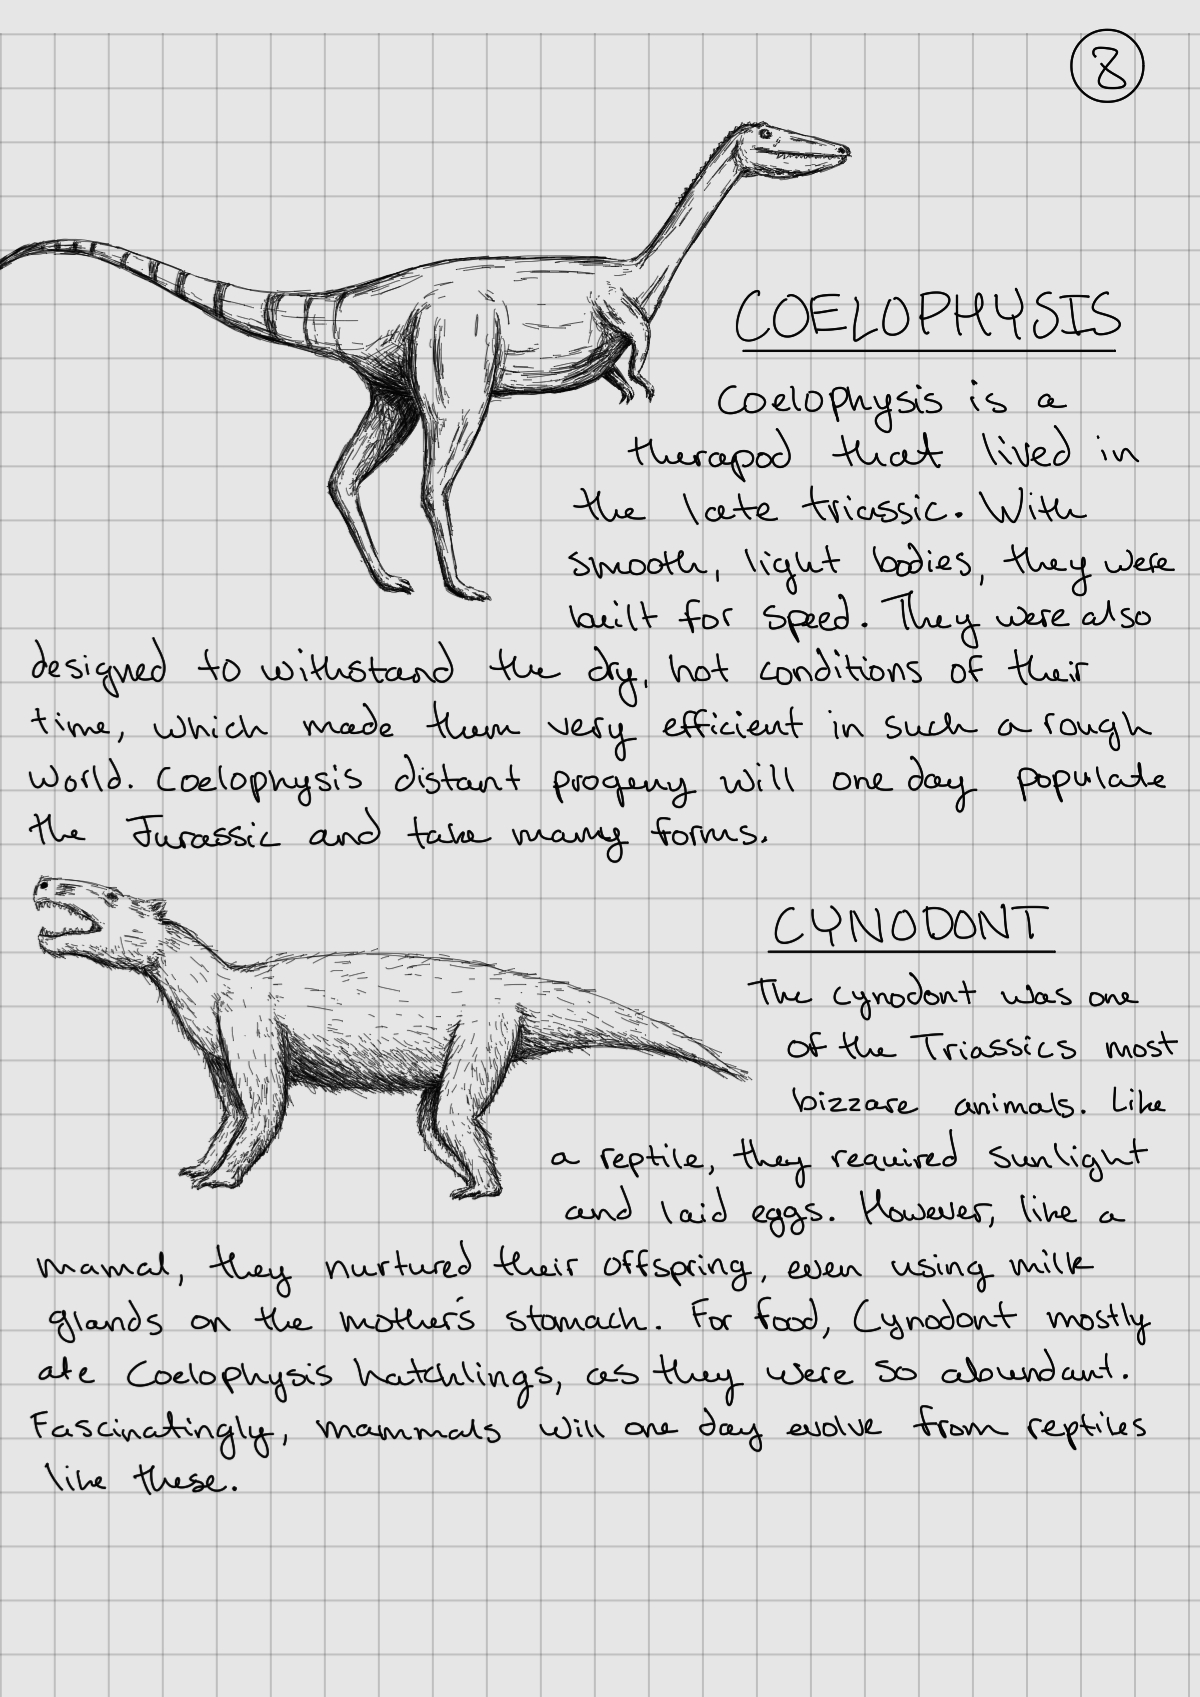 8
COELOPHYSIS
Coelophysis is a
therapod that lived in
the late triassic. With
smooth, light bodies, they were
built for speed. They were also
designed to withstand the dry, hot conditions of their
time, which made them very efficient in such a rough
world. Coelophysis distant progeny will one day populate
the Jurassic and take many forms.
CYNODONT
The cynodont was one
of the Triassics most
bizzare animals. Like
a reptile, they required sunlight
and laid eggs. However, like a
mamal, they nurtured their offspring, even using milk
glands on the mother's stomach. For food, Cynodont mostly
ate Coelophysis hatchlings, as they were so abundant.
Fascinatingly, mammals will one day evolve from reptiles
like these.